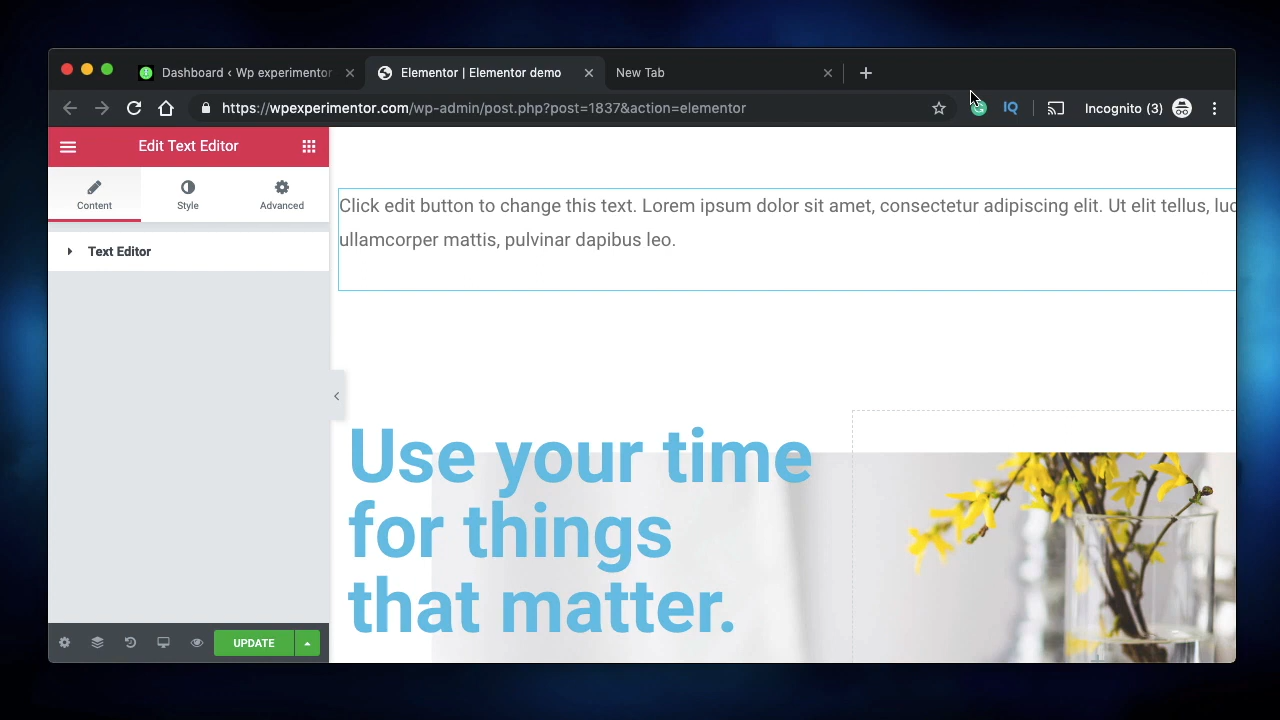 Dashboard ‹ Wp experimentor
Elementor | Elementor demo
New Tab
https://wpexperimentor.com/wp-admin/post.php?post=1837&action=elementor
IQ
Incognito (3)
Edit Text Editor
Content
Style
Advanced
Text Editor
Click edit button to change this text. Lorem ipsum dolor sit amet, consectetur adipiscing elit. Ut elit tellus, luc
ullamcorper mattis, pulvinar dapibus leo.
Use your time
for things
that matter.
UPDATE